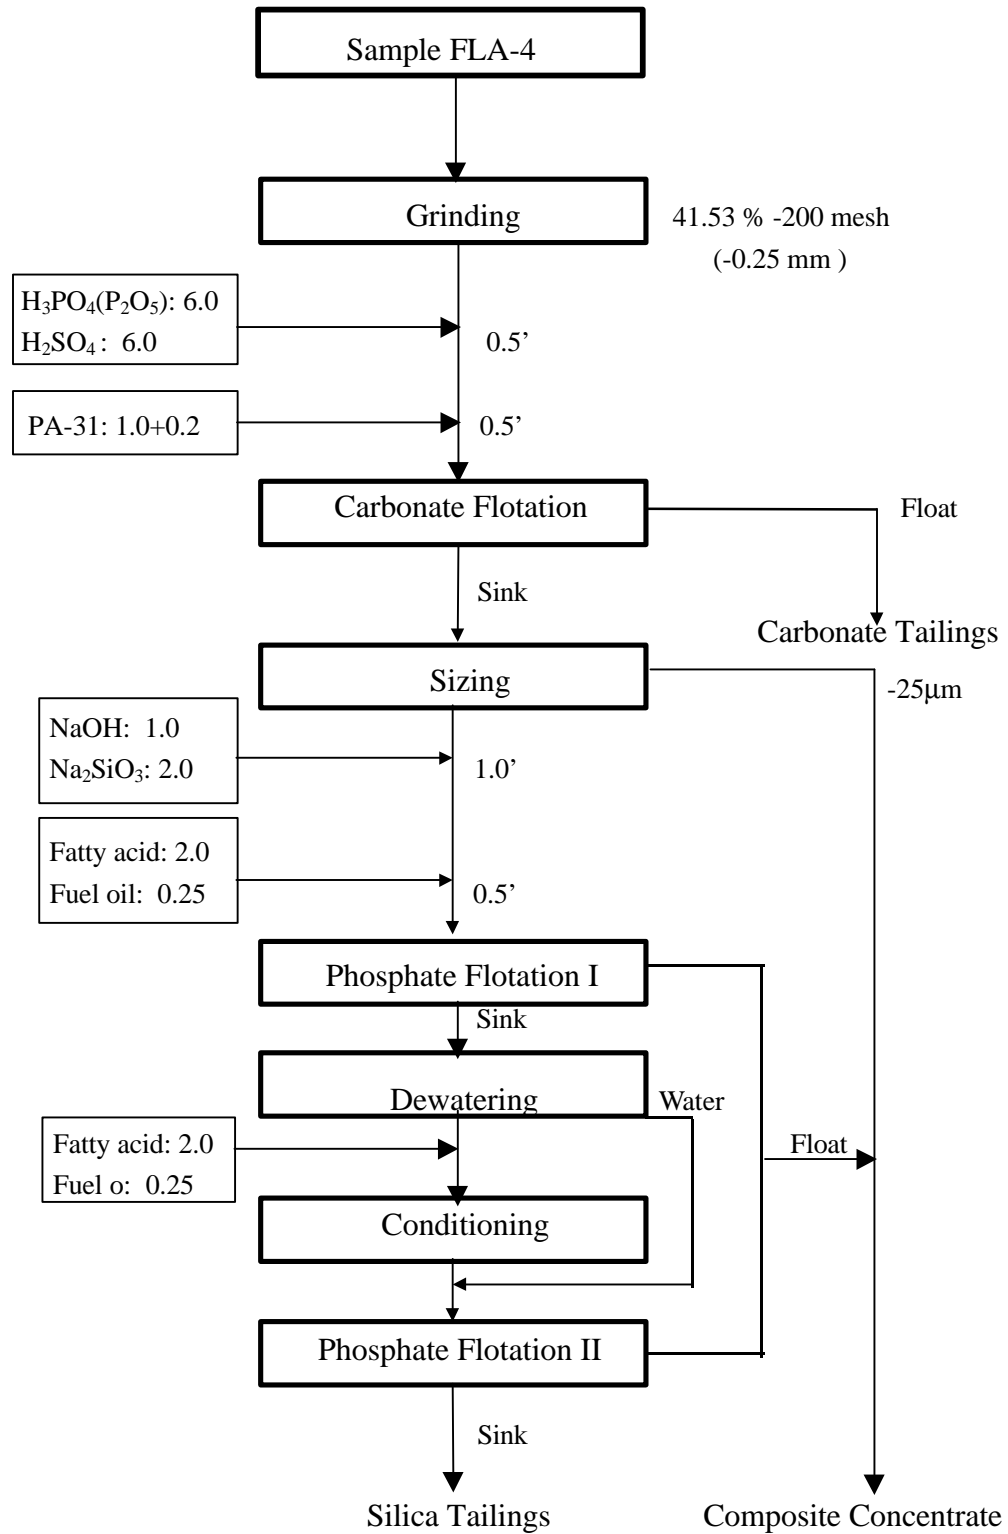 Sample FLA-4
Grinding
41.53 % -200 mesh
(-0.25 mm )
H₃PO₄(P₂O₅): 6.0
H₂SO₄ :  6.0
0.5’
PA-31: 1.0+0.2
0.5’
Carbonate Flotation
Float
Sink
Carbonate Tailings
Sizing
-25μm
NaOH:  1.0
Na₂SiO₃: 2.0
1.0’
Fatty acid: 2.0
Fuel oil:  0.25
0.5’
Phosphate Flotation I
Sink
Dewatering
Water
Fatty acid: 2.0
Fuel o:  0.25
Float
Conditioning
Phosphate Flotation II
Sink
Silica Tailings
Composite Concentrate